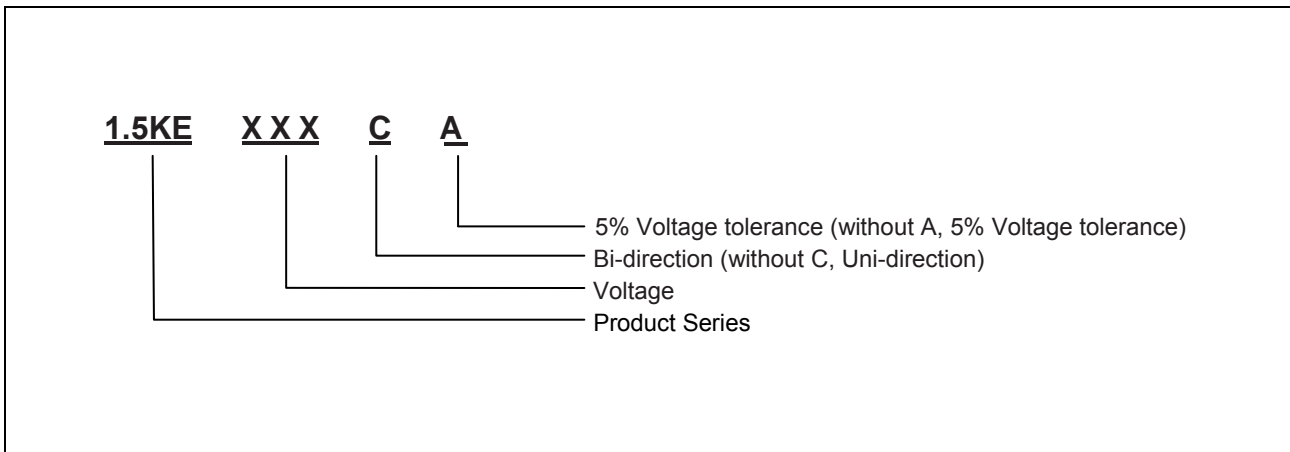 1.5KE X X X C A
5% Voltage tolerance (without A, 5% Voltage tolerance)
Bi-direction (without C, Uni-direction)
Voltage
Product Series